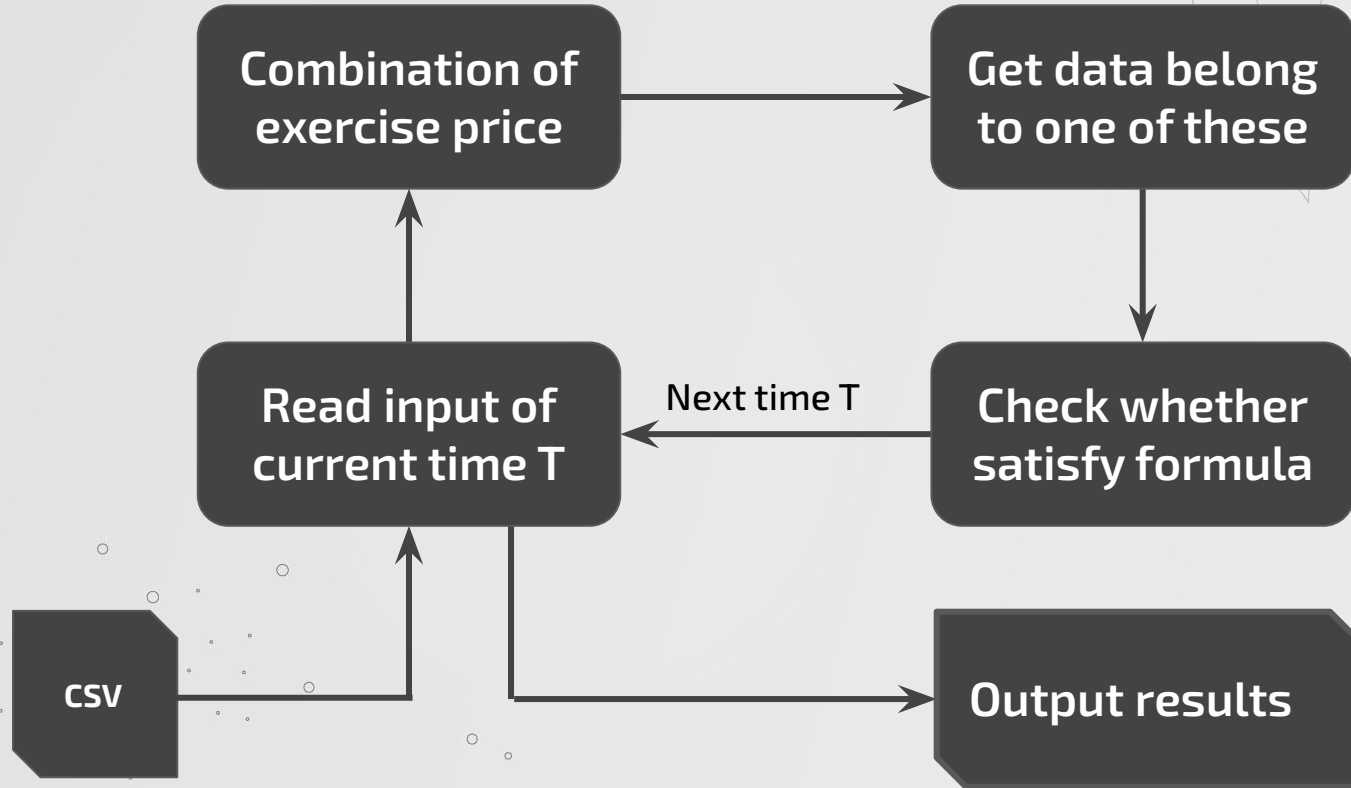 Combination of
exercise price
Get data belong
to one of these
Read input of
current time T
Next time T
Check whether
satisfy formula
CSV
Output results